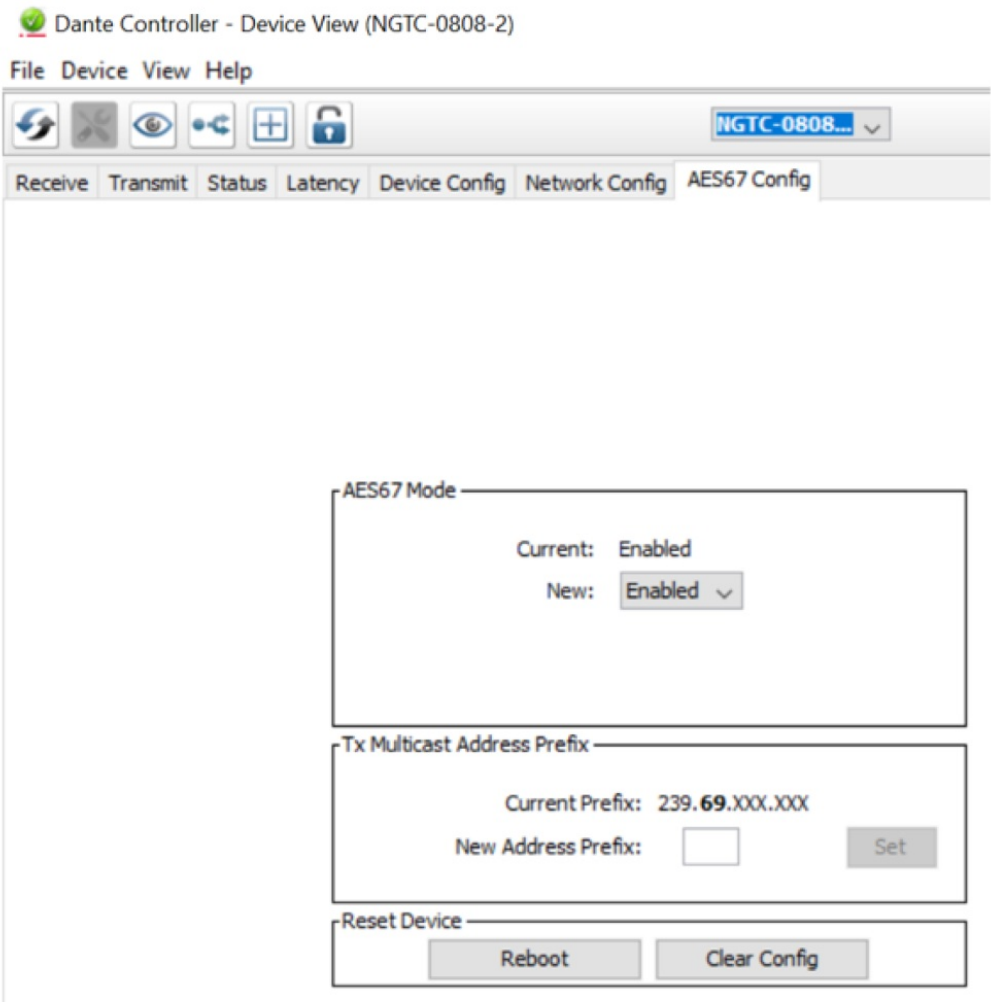 Dante Controller - Device View (NGTC-0808-2)
File Device View Help
NGTC-0808...
Receive Transmit Status Latency Device Config Network Config AES67 Config
AES67 Mode
Current: Enabled
New: Enabled
Tx Multicast Address Prefix
Current Prefix: 239.69.XXX.XXX
New Address Prefix: Set
Reset Device
Reboot Clear Config